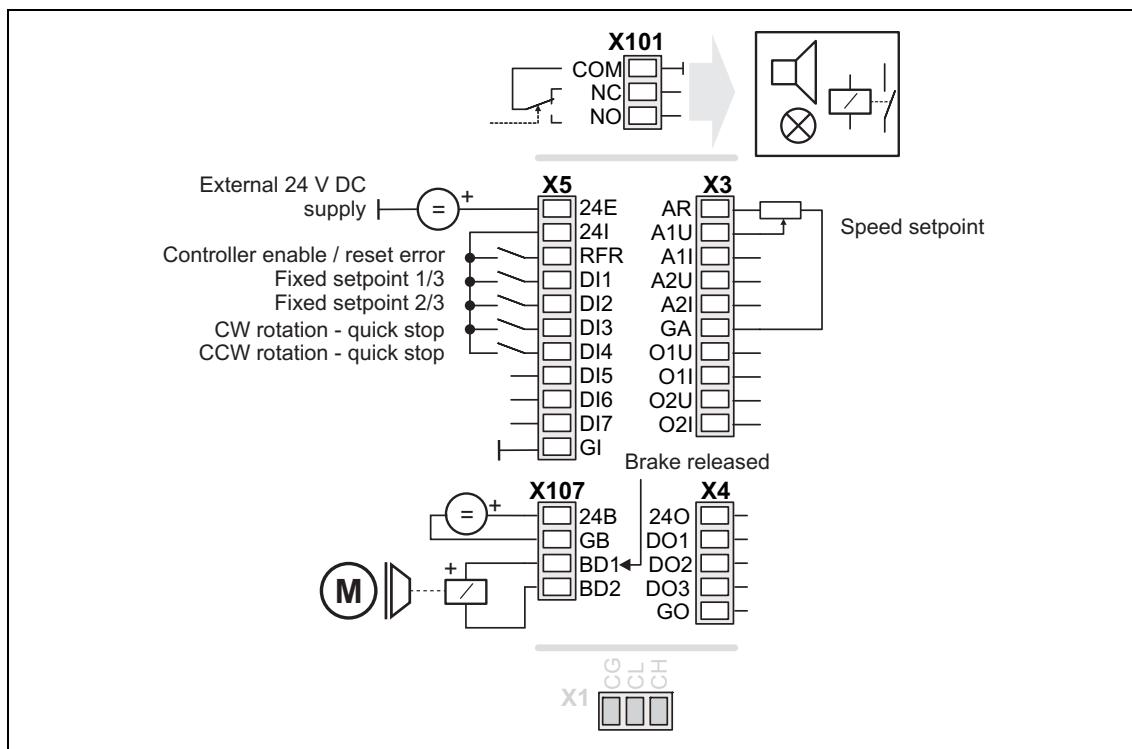 X101
COM
NC
NO
External 24 V DC
supply
Controller enable / reset error
Fixed setpoint 1/3
Fixed setpoint 2/3
CW rotation - quick stop
CCW rotation - quick stop
=
+
X5
24E
24I
RFR
DI1
DI2
DI3
DI4
DI5
DI6
DI7
GI
X3
AR
A1U
A1I
A2U
A2I
GA
O1U
O1I
O2U
O2I
Speed setpoint
Brake released
X107
=
+
24B
GB
BD1
BD2
M
+
X4
24O
DO1
DO2
DO3
GO
X1
CG
CL
CH